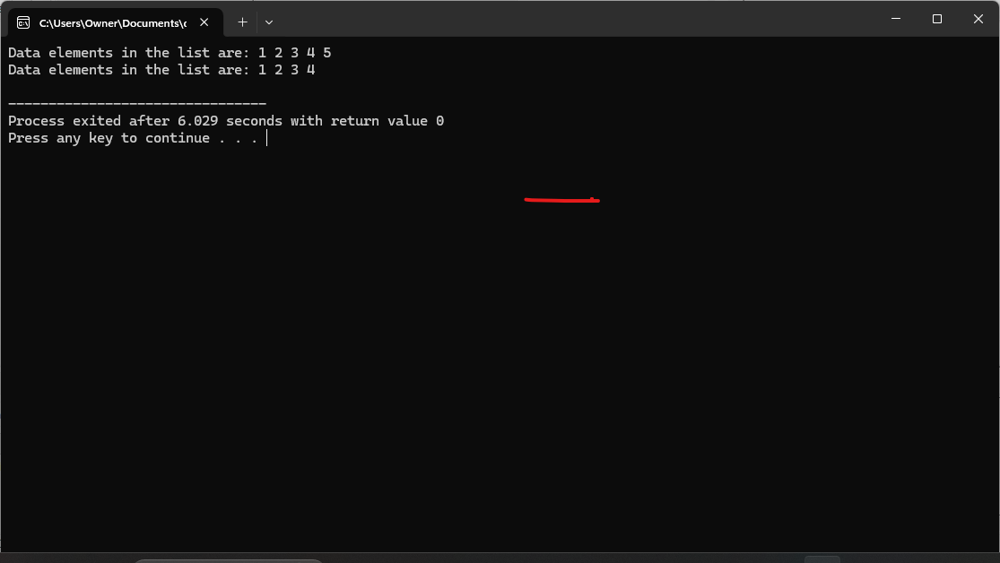 C:\Users\Owner\Documents\c
Data elements in the list are: 1 2 3 4 5
Data elements in the list are: 1 2 3 4
--------------------------------
Process exited after 6.029 seconds with return value 0
Press any key to continue . . .